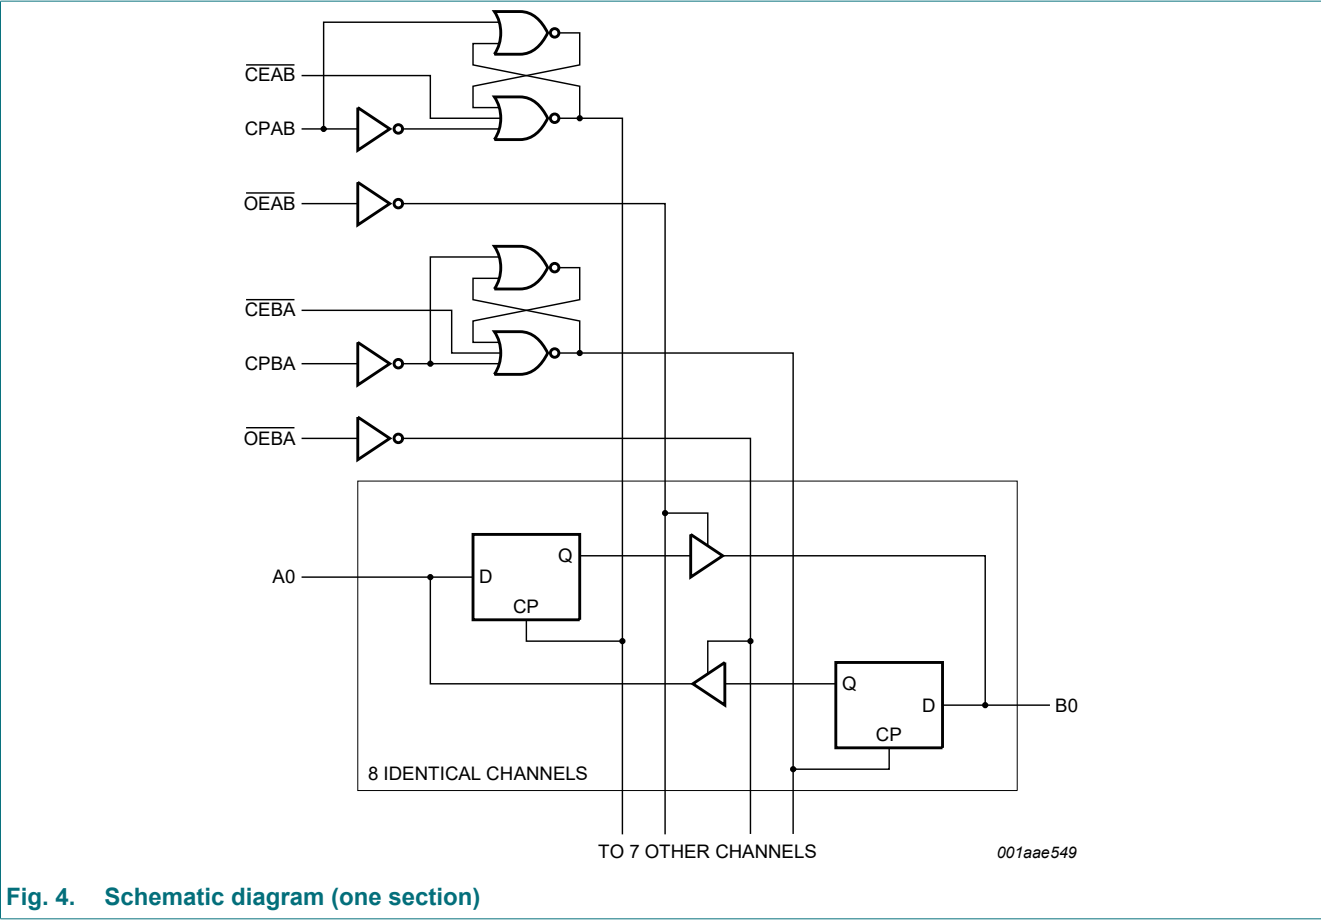 CEAB
CPAB
OEAB
CEBA
CPBA
OEBA
Q
A0
D
CP
Q
D
B0
CP
8 IDENTICAL CHANNELS
TO 7 OTHER CHANNELS
001aae549
Fig. 4. Schematic diagram (one section)